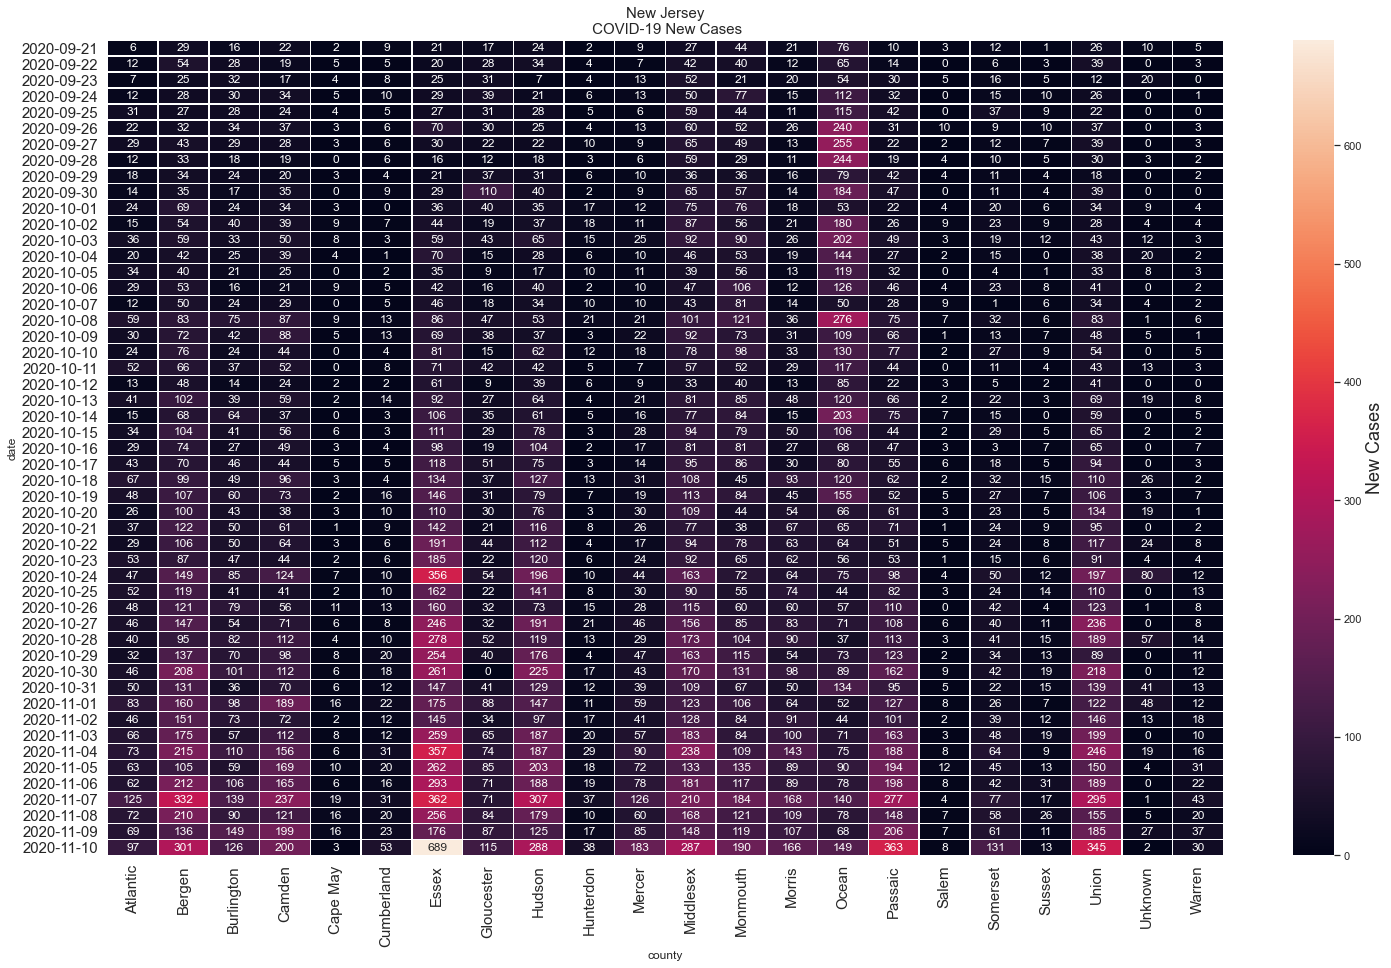 New Jersey
COVID-19 New Cases
2020-09-21 6 29 16 22 2 9 21 17 24 2 9 27 44 21 76 10 3 12 1 26 10 5
2020-09-22 12 54 28 19 5 5 20 28 34 4 7 42 40 12 65 14 0 6 3 39 0 3
2020-09-23 7 25 32 17 4 8 25 31 7 4 13 52 21 20 54 30 5 16 5 12 20 0
2020-09-24 12 28 30 34 5 10 29 39 21 6 13 50 77 15 112 32 0 15 10 26 0 1
2020-09-25 31 27 28 24 4 5 27 31 28 5 6 59 44 11 115 42 0 37 9 22 0 0
2020-09-26 22 32 34 37 3 6 70 30 25 4 13 60 52 26 240 31 10 9 10 37 0 3
2020-09-27 29 43 29 28 3 6 30 22 22 10 9 65 49 13 255 22 2 12 7 39 0 3
2020-09-28 12 33 18 19 0 6 16 12 18 3 6 59 29 11 244 19 4 10 5 30 3 2
2020-09-29 18 34 24 20 3 4 21 37 31 6 10 36 36 16 79 42 4 11 4 18 0 2
2020-09-30 14 35 17 35 0 9 31 110 40 2 9 65 57 14 184 47 0 11 4 39 0 0
2020-10-01 24 69 24 34 3 0 36 40 35 17 12 75 76 18 53 22 4 20 6 34 9 4
2020-10-02 15 54 40 39 9 7 44 19 37 18 11 87 56 21 180 26 9 23 9 28 4 4
2020-10-03 36 59 33 50 8 3 59 43 65 15 25 92 90 26 202 49 3 19 12 43 12 3
2020-10-04 20 42 25 39 4 1 70 15 28 6 10 46 53 19 144 27 2 15 0 38 20 2
2020-10-05 34 40 21 25 0 2 35 9 17 10 11 39 56 13 119 32 0 4 1 33 8 3
2020-10-06 29 53 16 21 9 5 42 16 40 2 10 47 106 12 126 46 4 23 8 41 0 2
2020-10-07 12 50 24 29 0 5 46 18 34 10 10 43 81 14 50 28 9 1 6 34 4 2
2020-10-08 59 83 75 87 9 13 86 47 53 21 21 101 121 36 276 75 7 32 6 83 1 6
2020-10-09 30 72 42 88 5 13 69 38 37 3 22 92 73 31 109 66 1 13 7 48 5 1
2020-10-10 24 76 24 44 0 4 81 15 62 12 18 78 98 33 130 77 2 27 9 54 0 5
2020-10-11 52 66 37 52 0 8 71 42 42 5 7 57 52 29 117 44 0 11 4 43 13 3
2020-10-12 13 48 14 24 2 2 61 9 39 6 9 33 40 13 85 22 3 5 2 41 0 0
2020-10-13 41 102 39 59 2 14 92 27 64 4 21 81 85 48 120 66 2 22 3 69 19 8
2020-10-14 15 68 64 37 0 3 106 35 61 5 16 77 84 15 203 75 7 15 0 59 0 5
2020-10-15 34 104 41 56 6 3 111 29 78 3 28 94 79 50 106 44 2 29 5 65 2 2
2020-10-16 29 74 27 49 3 4 98 19 104 2 17 81 81 27 68 47 3 3 7 65 0 7
2020-10-17 43 70 46 44 5 5 118 51 75 3 14 95 86 30 80 55 6 18 5 94 0 3
2020-10-18 67 99 49 96 3 4 134 37 127 13 31 108 45 93 120 62 2 32 15 110 26 2
2020-10-19 48 107 60 73 2 16 146 31 79 7 19 113 84 45 155 52 5 27 7 106 3 7
2020-10-20 26 100 43 38 3 10 110 30 76 3 30 109 44 54 66 61 3 23 5 134 19 1
2020-10-21 37 122 50 61 1 9 142 21 116 8 26 77 38 67 65 71 1 24 9 95 0 2
2020-10-22 29 106 50 64 3 6 191 44 112 4 17 94 78 63 64 51 5 24 8 117 24 8
2020-10-23 53 87 47 44 2 6 185 22 120 6 24 92 65 62 56 53 1 15 6 91 4 4
2020-10-24 47 149 85 124 7 10 356 54 196 10 44 163 72 64 75 98 4 50 12 197 80 12
2020-10-25 52 119 41 41 2 10 162 22 141 8 30 90 55 74 44 82 3 24 14 110 0 13
2020-10-26 48 121 79 56 11 13 160 32 73 15 28 115 60 60 57 110 0 42 4 123 1 8
2020-10-27 46 147 54 71 6 8 246 32 191 21 46 156 85 83 71 108 6 40 11 236 0 8
2020-10-28 40 95 82 112 4 10 278 52 119 13 29 173 104 90 37 113 3 41 15 189 57 14
2020-10-29 32 137 70 98 8 20 254 40 176 4 47 163 115 54 73 123 2 34 13 89 0 11
2020-10-30 46 208 101 112 6 18 261 0 225 17 43 170 131 98 89 162 9 42 19 218 0 12
2020-10-31 50 131 36 70 6 12 147 41 129 12 39 109 67 50 134 95 5 22 15 139 41 13
2020-11-01 83 160 98 189 16 22 175 88 147 11 59 123 106 64 52 127 8 26 7 122 48 12
2020-11-02 46 151 73 72 2 12 145 34 97 17 41 128 84 91 44 101 2 39 12 146 13 18
2020-11-03 66 175 57 112 8 12 259 65 187 20 57 183 84 100 71 163 3 48 19 199 0 10
2020-11-04 73 215 110 156 6 31 357 74 187 29 90 238 109 143 75 188 8 64 9 246 19 16
2020-11-05 63 105 59 169 10 20 262 85 203 18 72 133 135 89 90 194 12 45 13 150 4 31
2020-11-06 62 212 106 165 6 16 293 71 188 19 78 181 117 89 78 198 8 42 31 189 0 22
2020-11-07 125 332 139 237 19 31 362 71 307 37 126 210 184 168 140 277 4 77 17 295 1 43
2020-11-08 72 210 90 121 16 20 256 84 179 10 60 168 121 109 78 148 7 58 26 155 5 20
2020-11-09 69 136 149 199 16 23 176 87 125 17 85 148 119 107 68 206 7 61 11 185 27 37
2020-11-10 97 301 126 200 3 53 689 115 288 38 183 287 190 166 149 363 8 131 13 345 2 30
date
Atlantic Bergen Burlington Camden Cape May Cumberland Essex Gloucester Hudson Hunterdon Mercer Middlesex Monmouth Morris Ocean Passaic Salem Somerset Sussex Union Unknown Warren
county
600
500
400
300
200
100
0
New Cases